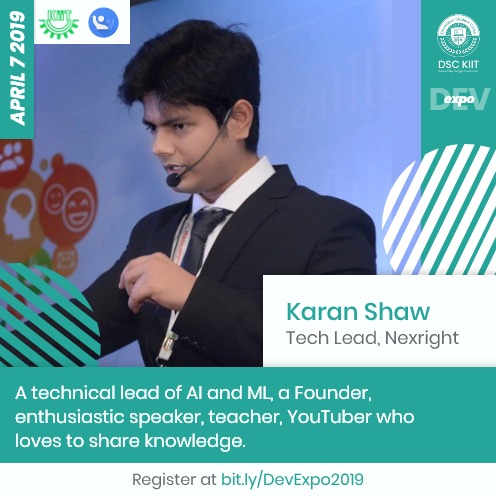 APRIL 7 2019
DSC KIIT
DEV
expo
Karan Shaw
Tech Lead, Nexright
A technical lead of AI and ML, a Founder,
enthusiastic speaker, teacher, YouTuber who
loves to share knowledge.
Register at bit.ly/DevExpo2019